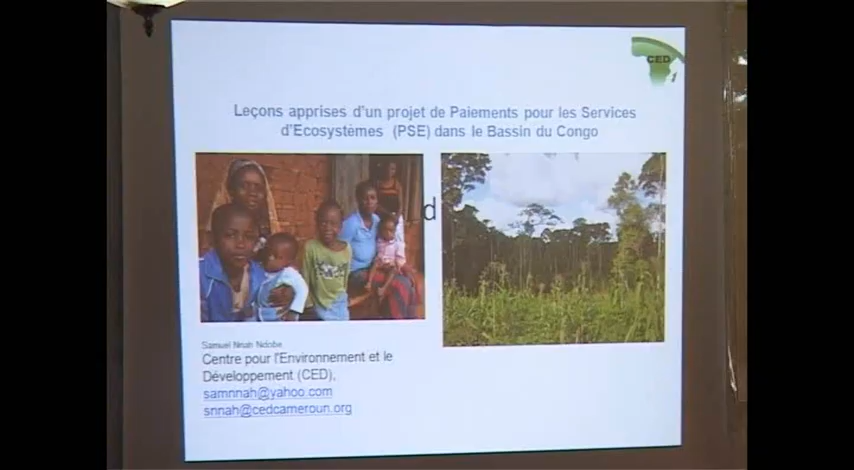 CED
Leçons apprises d'un projet de Paiements pour les Services
d'Ecosystèmes (PSE) dans le Bassin du Congo
d
Samuel Nnah Ndobe
Centre pour l'Environnement et le
Développement (CED),
samnnah@yahoo.com
snnah@cedcameroun.org